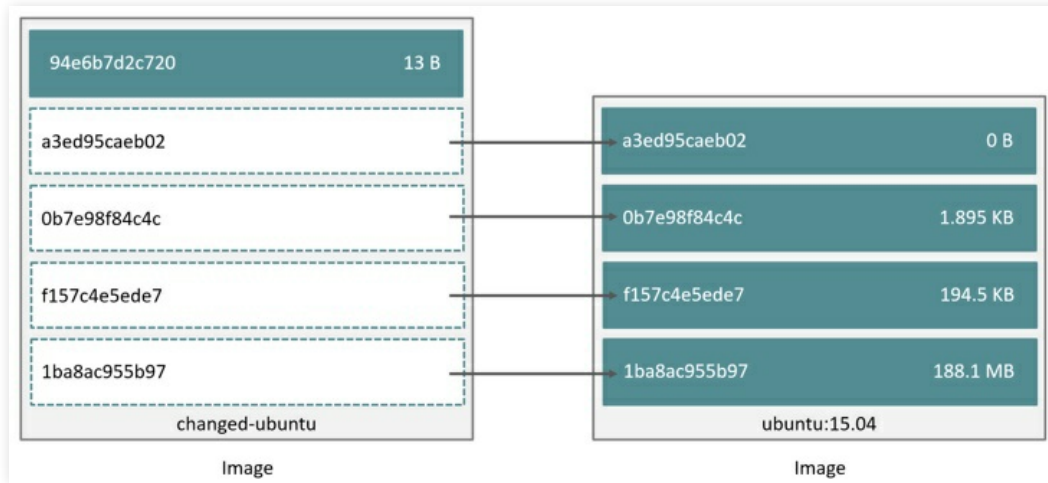 94e6b7d2c720 13 B
a3ed95caeb02
0b7e98f84c4c
f157c4e5ede7
1ba8ac955b97
changed-ubuntu
Image
a3ed95caeb02 0 B
0b7e98f84c4c 1.895 KB
f157c4e5ede7 194.5 KB
1ba8ac955b97 188.1 MB
ubuntu:15.04
Image